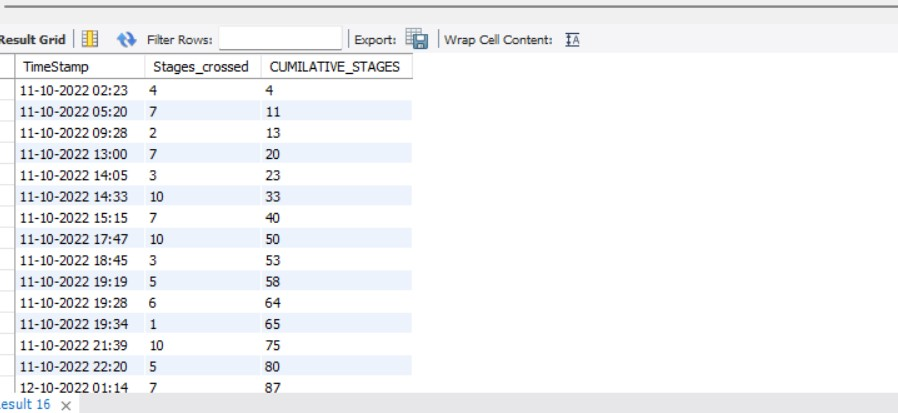 Result Grid Filter Rows: Export: Wrap Cell Content: IA
TimeStamp Stages_crossed CUMILATIVE_STAGES
11-10-2022 02:23 4 4
11-10-2022 05:20 7 11
11-10-2022 09:28 2 13
11-10-2022 13:00 7 20
11-10-2022 14:05 3 23
11-10-2022 14:33 10 33
11-10-2022 15:15 7 40
11-10-2022 17:47 10 50
11-10-2022 18:45 3 53
11-10-2022 19:19 5 58
11-10-2022 19:28 6 64
11-10-2022 19:34 1 65
11-10-2022 21:39 10 75
11-10-2022 22:20 5 80
12-10-2022 01:14 7 87
esult 16 ×